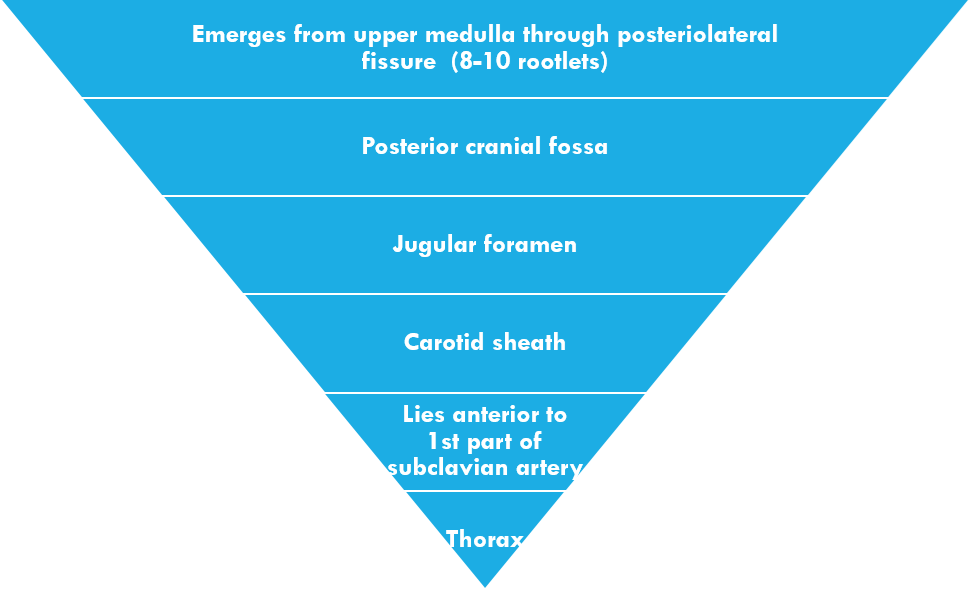 Emerges from upper medulla through posteriolateral
fissure  (8-10 rootlets)
Posterior cranial fossa
Jugular foramen
Carotid sheath
Lies anterior to
1st part of
subclavian artery
Thorax